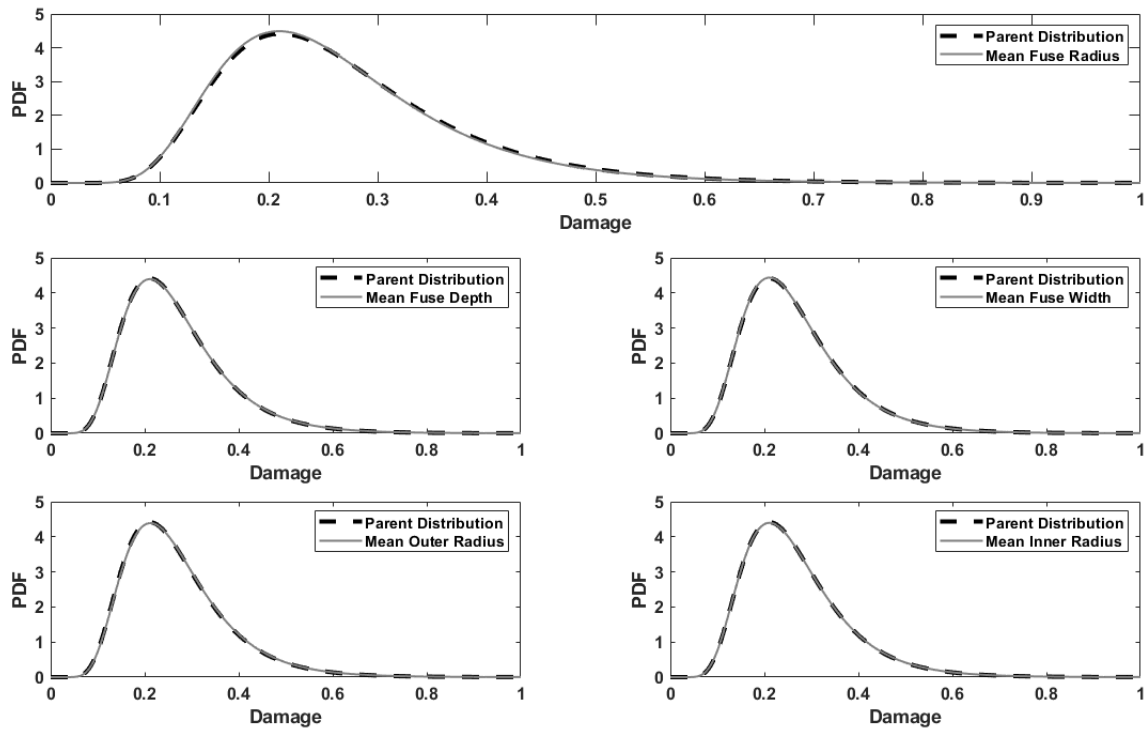 5
4
3
2
1
0
PDF
Parent Distribution
Mean Fuse Radius
0 0.1 0.2 0.3 0.4 0.5 0.6 0.7 0.8 0.9 1
Damage
5
4
3
2
1
0
PDF
Parent Distribution
Mean Fuse Depth
0 0.2 0.4 0.6 0.8 1
Damage
5
4
3
2
1
0
PDF
Parent Distribution
Mean Fuse Width
0 0.2 0.4 0.6 0.8 1
Damage
5
4
3
2
1
0
PDF
Parent Distribution
Mean Outer Radius
0 0.2 0.4 0.6 0.8 1
Damage
5
4
3
2
1
0
PDF
Parent Distribution
Mean Inner Radius
0 0.2 0.4 0.6 0.8 1
Damage